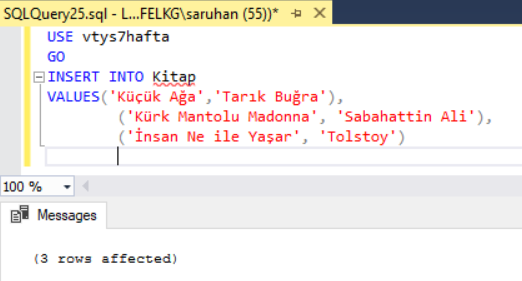 SQLQuery25.sql - L...FELKG\saruhan (55))*
USE vtys7hafta
GO
INSERT INTO Kitap
VALUES('Küçük Ağa','Tarık Buğra'),
('Kürk Mantolu Madonna', 'Sabahattin Ali'),
('İnsan Ne ile Yaşar', 'Tolstoy')
100 %
Messages
(3 rows affected)